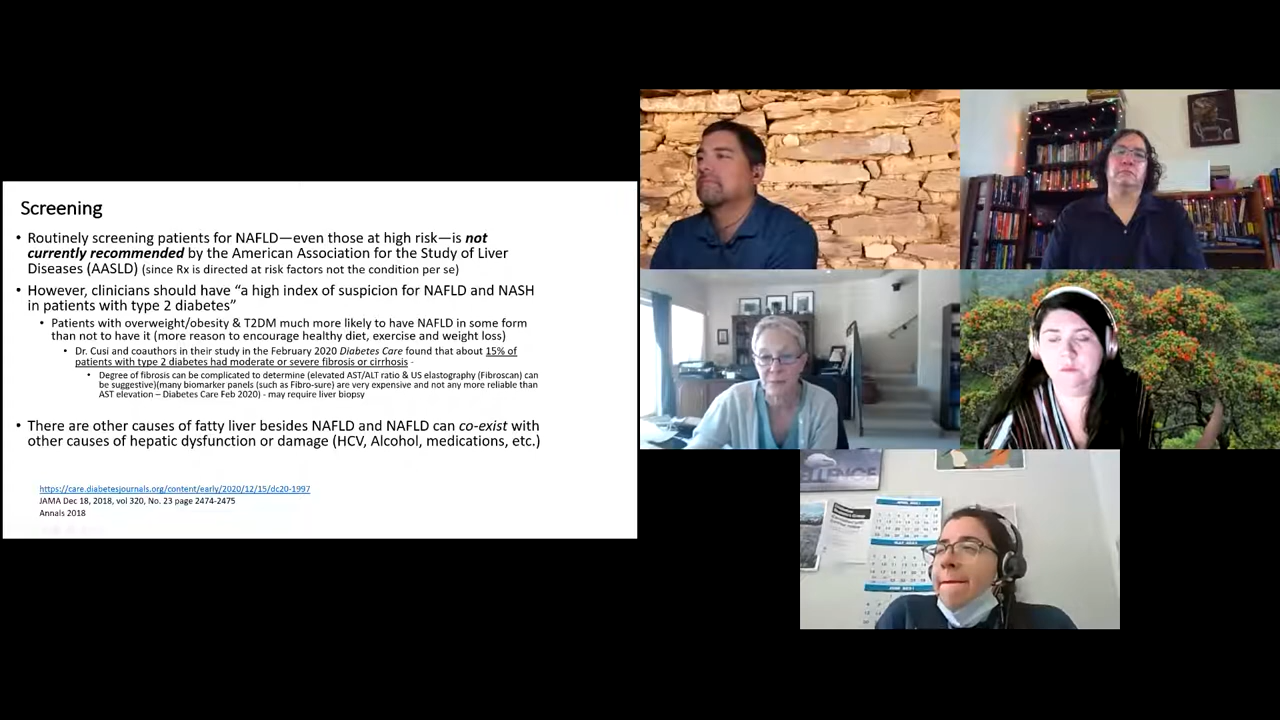 Screening
• Routinely screening patients for NAFLD—even those at high risk—is not
currently recommended by the American Association for the Study of Liver
Diseases (AASLD) (since Rx is directed at risk factors not the condition per se)
• However, clinicians should have “a high index of suspicion for NAFLD and NASH
in patients with type 2 diabetes”
• Patients with overweight/obesity & T2DM much more likely to have NAFLD in some form
than not to have it (more reason to encourage healthy diet, exercise and weight loss)
• Dr. Cusi and coauthors in their study in the February 2020 Diabetes Care found that about 15% of
patients with type 2 diabetes had moderate or severe fibrosis or cirrhosis -
• Degree of fibrosis can be complicated to determine (elevated AST/ALT ratio & US elastography (Fibroscan) can
be suggestive)(many biomarker panels (such as Fibro-sure) are very expensive and not any more reliable than
AST elevation – Diabetes Care Feb 2020) - may require liver biopsy
• There are other causes of fatty liver besides NAFLD and NAFLD can co-exist with
other causes of hepatic dysfunction or damage (HCV, Alcohol, medications, etc.)
https://care.diabetesjournals.org/content/early/2020/12/15/dc20-1997
JAMA Dec 18, 2018, vol 320, No. 23 page 2474-2475
Annals 2018
ELLENCE